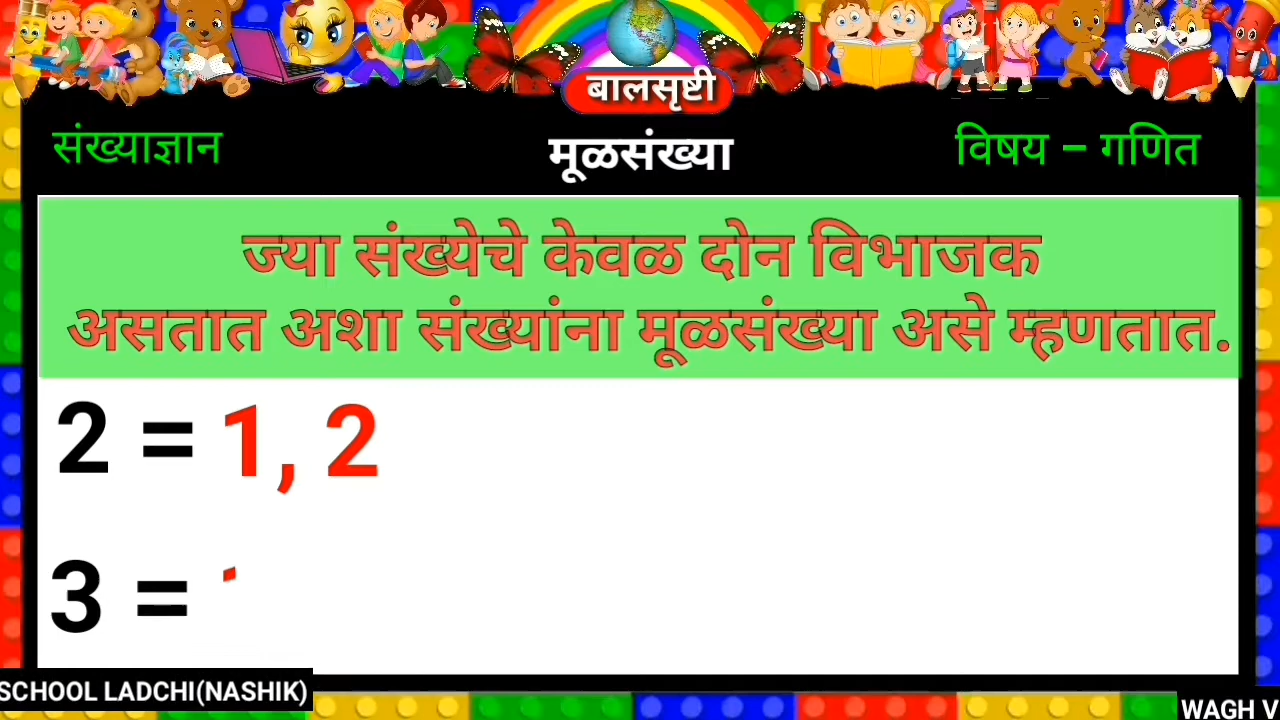 बालसृष्टी
संख्याज्ञान
मूळसंख्या
विषय – गणित
ज्या संख्येचे केवळ दोन विभाजक
असतात अशा संख्यांना मूळसंख्या असे म्हणतात.
2 = 1, 2
3 =
SCHOOL LADCHI(NASHIK)
WAGH V